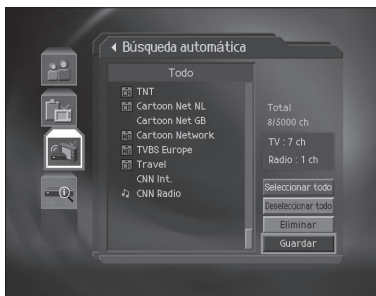 Búsqueda automática
Todo
TNT
Cartoon Net NL
Cartoon Net GB
Cartoon Network
TVBS Europe
Travel
CNN Int.
CNN Radio
Total
8/5000 ch
TV : 7 ch
Radio : 1 ch
Seleccionar todo
Deseleccionar todo
Eliminar
Guardar